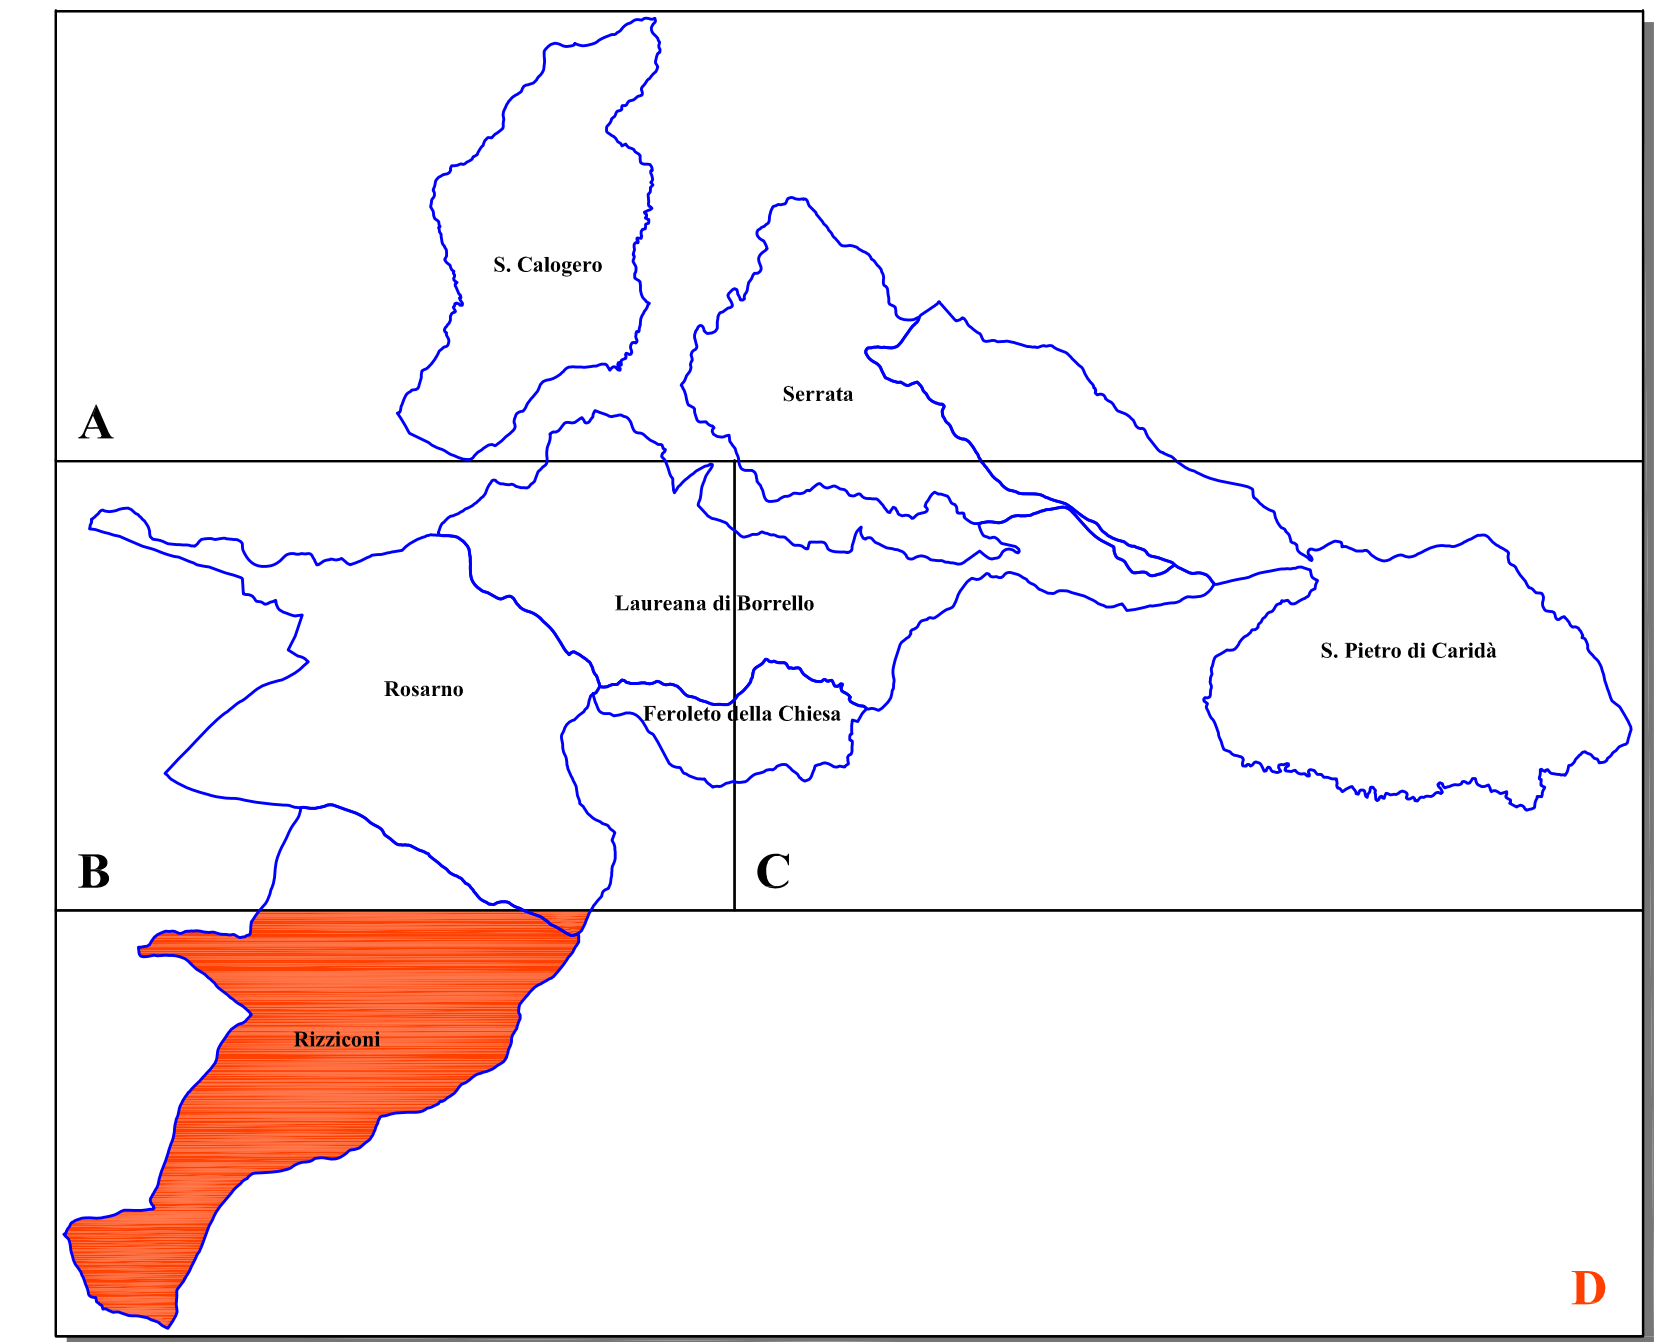 S. Calogero
Serrata
A
Laureana di Borrello
S. Pietro di Caridà
Rosarno
Feroleto della Chiesa
B
C
Rizziconi
D